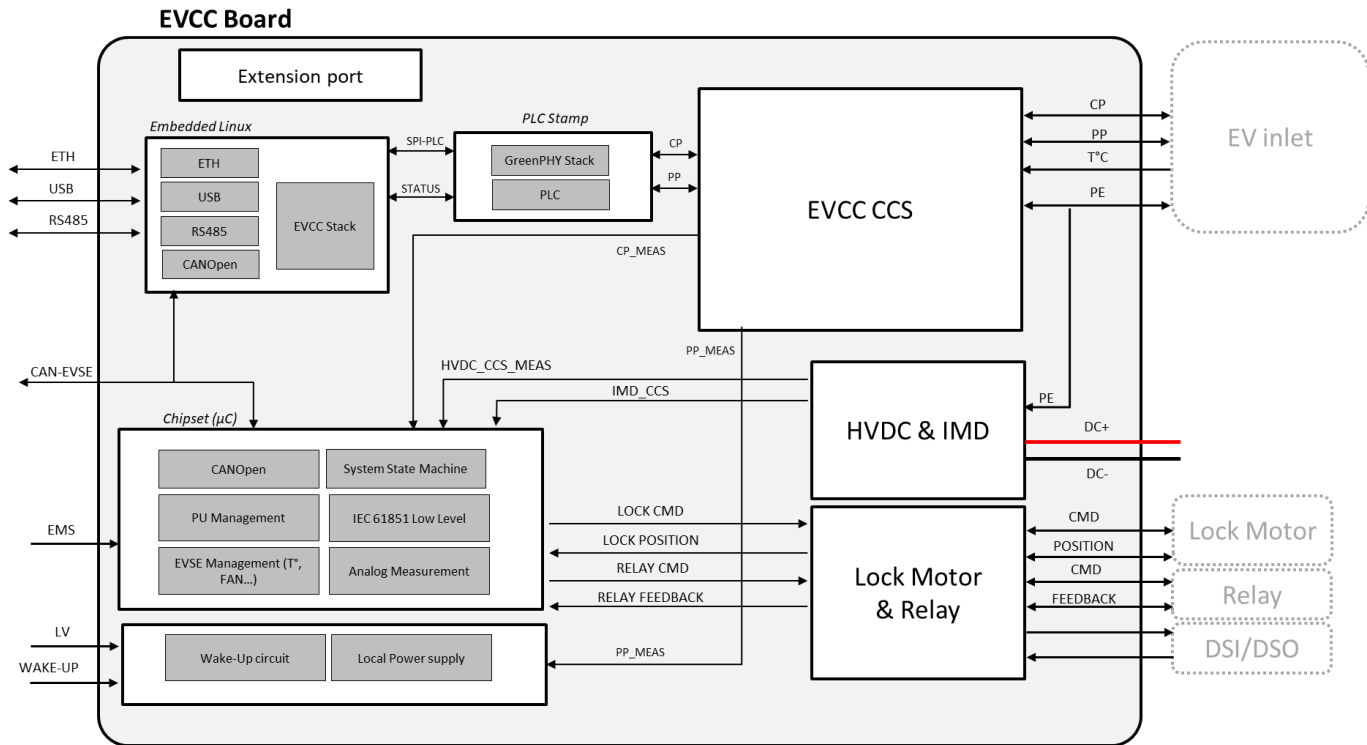 EVCC Board
Extension port
Embedded Linux
ETH
USB
RS485
CANOpen
EVCC Stack
ETH
USB
RS485
SPI-PLC
STATUS
PLC Stamp
GreenPHY Stack
PLC
CP
PP
EVCC CCS
CP
PP
T°C
PE
EV inlet
CP_MEAS
PP_MEAS
CAN-EVSE
HVDC_CCS_MEAS
IMD_CCS
HVDC & IMD
PE
DC+
DC-
Chipset (µC)
CANOpen
System State Machine
PU Management
IEC 61851 Low Level
EVSE Management (T°,
FAN...)
Analog Measurement
EMS
LOCK CMD
LOCK POSITION
RELAY CMD
RELAY FEEDBACK
Lock Motor
& Relay
CMD
POSITION
CMD
FEEDBACK
Lock Motor
Relay
DSI/DSO
LV
WAKE-UP
Wake-Up circuit
Local Power supply
PP_MEAS